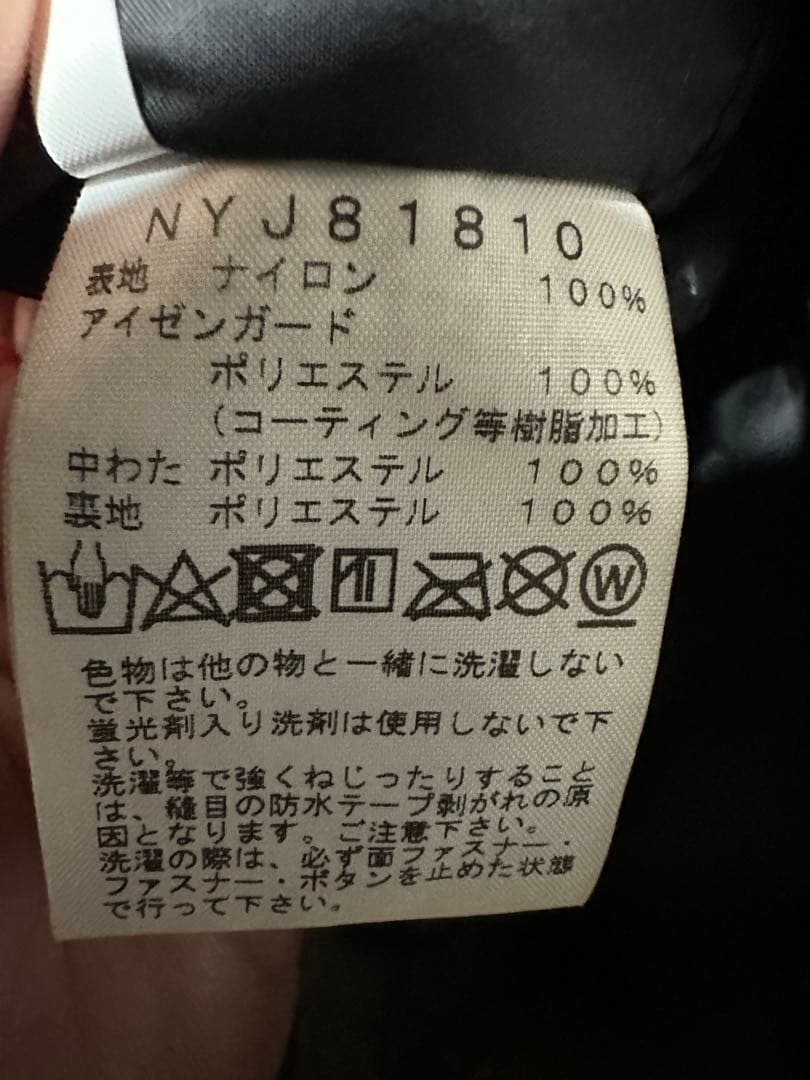 NYJ81810
表地 ナイロン 100%
アイゼンガード
ポリエステル 100%
(コーティング等樹脂加工)
中わた ポリエステル 100%
裏地 ポリエステル 100%
W
色物は他の物と一緒に洗濯しない
で下さい。
蛍光剤入り洗剤は使用しないで下
さい。
洗濯等で強くねじったりすること
は、縫目の防水テープ剥がれの原
因となります。ご注意下さい。
洗濯の際は、必ず面ファスナー・
ファスナー・ボタンを止めた状態
で行って下さい。